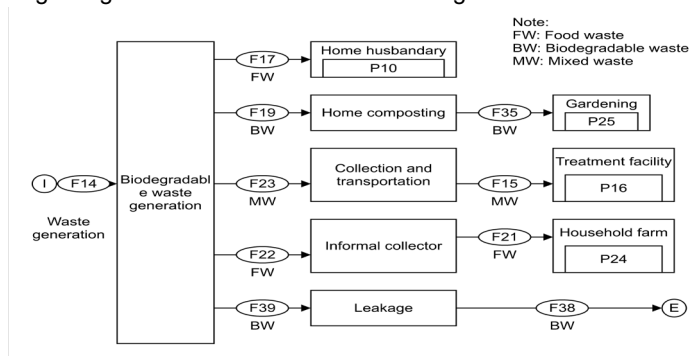 Note:
FW: Food waste
BW: Biodegradable waste
MW: Mixed waste
F17
FW
Home husbandary
P10
F19
BW
Home composting
F35
BW
Gardening
P25
I
F14
Waste
generation
Biodegradabl
e waste
generation
F23
MW
Collection and
transportation
F15
MW
Treatment facility
P16
F22
FW
Informal collector
F21
FW
Household farm
P24
F39
BW
Leakage
F38
BW
E